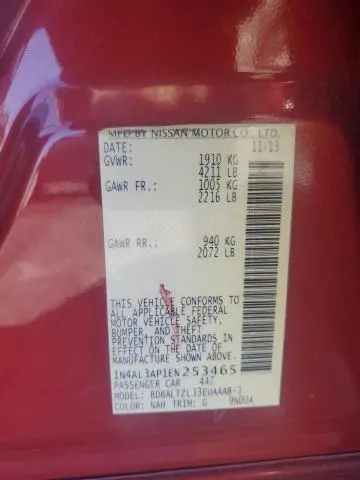 MFD BY NISSAN MOTOR CO., LTD.
DATE: 11/13
GVWR: 1910 KG
4211 LB
GAWR FR.: 1005 KG
2216 LB
GAWR RR.: 940 KG
2072 LB
THIS VEHICLE CONFORMS TO
ALL APPLICABLE FEDERAL
MOTOR VEHICLE SAFETY,
BUMPER, AND THEFT
PREVENTION STANDARDS
IN EFFECT ON THE DATE OF
MANUFACTURE SHOWN ABOVE.
1N4AL3AP1EN253465
PASSENGER CAR 447
MODEL: BDBALTZL33EUAAAB-J
COLOR: NAH TRIM: G 9N00A